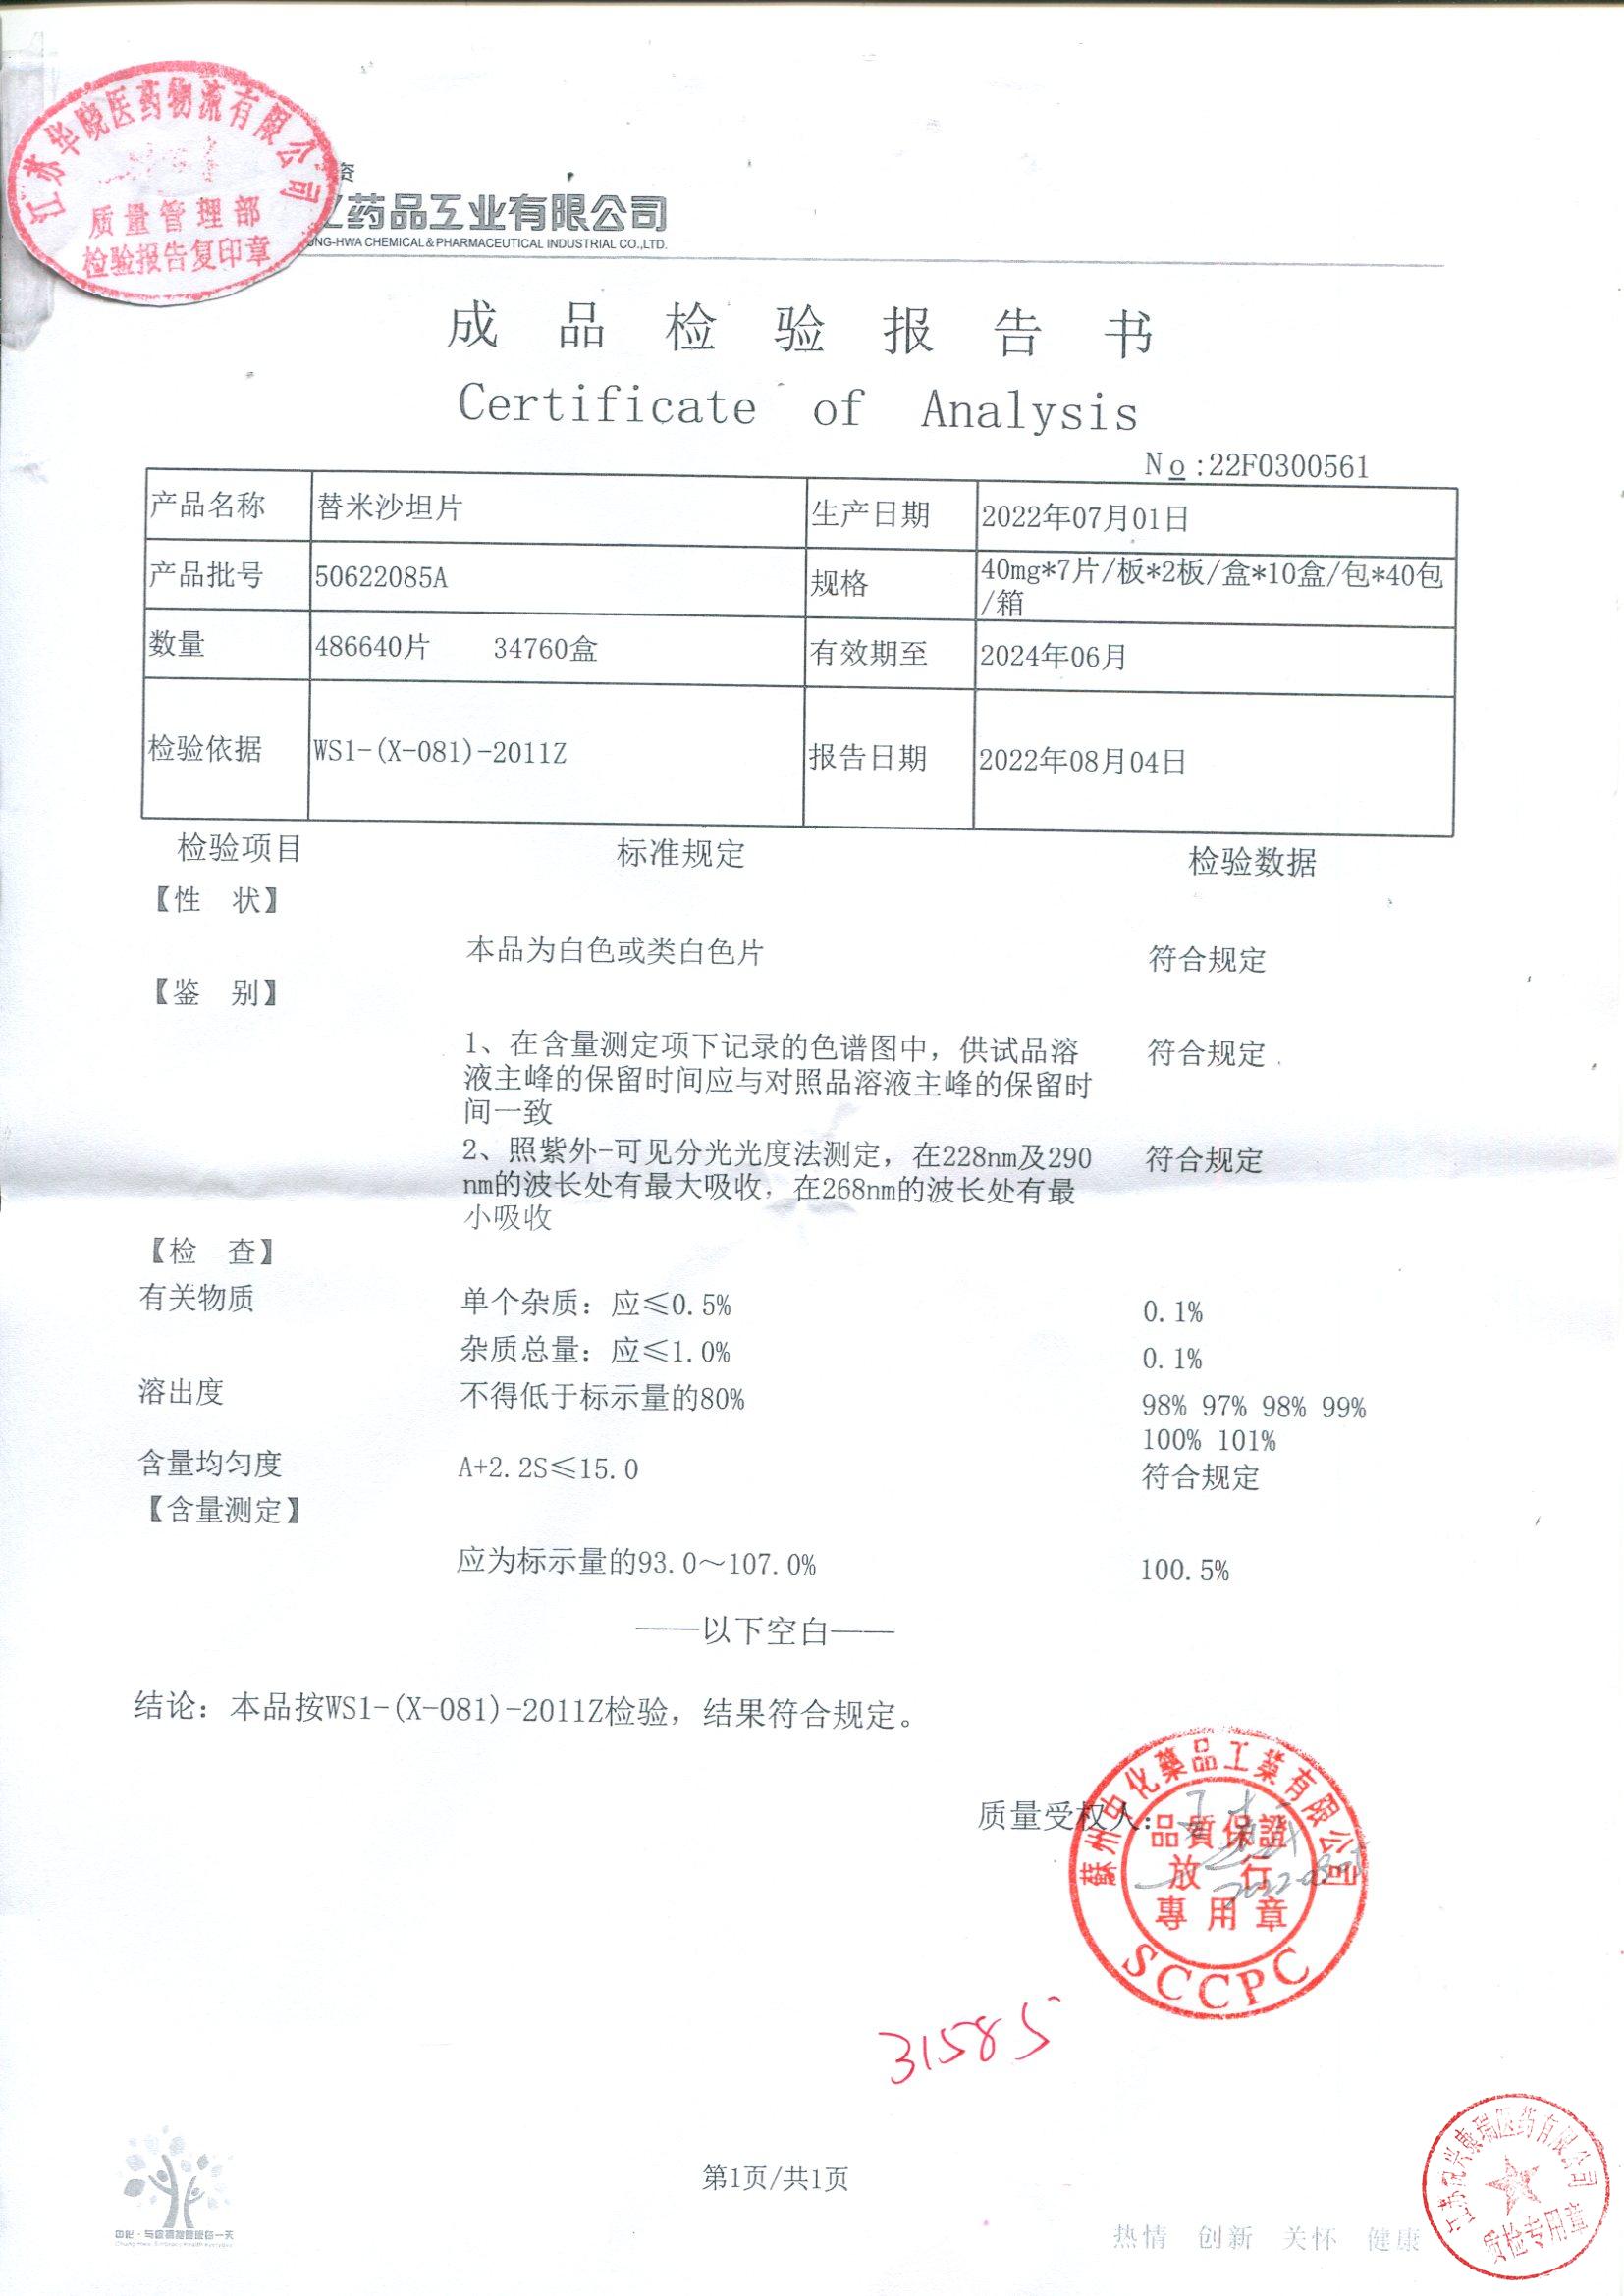 江苏华晓医药物流有限公司
质量管理部
检验报告复印章
资
药品工业有限公司
UNG-HWA CHEMICAL & PHARMACEUTICAL INDUSTRIAL CO.,LTD.
成品检验报告书
Certificate of Analysis
No:22F0300561
产品名称 替米沙坦片 生产日期 2022年07月01日
产品批号 50622085A 规格 40mg*7片/板*2板/盒*10盒/包*40包
/箱
数量 486640片 34760盒 有效期至 2024年06月
检验依据 WS1-(X-081)-2011Z 报告日期 2022年08月04日
检验项目 标准规定 检验数据
【性 状】
本品为白色或类白色片 符合规定
【鉴 别】
1、在含量测定项下记录的色谱图中，供试品溶 符合规定
液主峰的保留时间应与对照品溶液主峰的保留时
间一致
2、照紫外-可见分光光度法测定，在228nm及290 符合规定
nm的波长处有最大吸收，在268nm的波长处有最
小吸收
【检 查】
有关物质 单个杂质：应≤0.5% 0.1%
杂质总量：应≤1.0% 0.1%
溶出度 不得低于标示量的80% 98% 97% 98% 99%
100% 101%
含量均匀度 A+2.2S≤15.0 符合规定
【含量测定】
应为标示量的93.0～107.0% 100.5%
——以下空白——
结论：本品按WS1-(X-081)-2011Z检验，结果符合规定。
质量受权人：
蘇州中化藥品工業有限公司
品質保證
放行
專用章
SCCPC
31585
第1页/共1页
热情 创新 关怀 健康
质检专用章